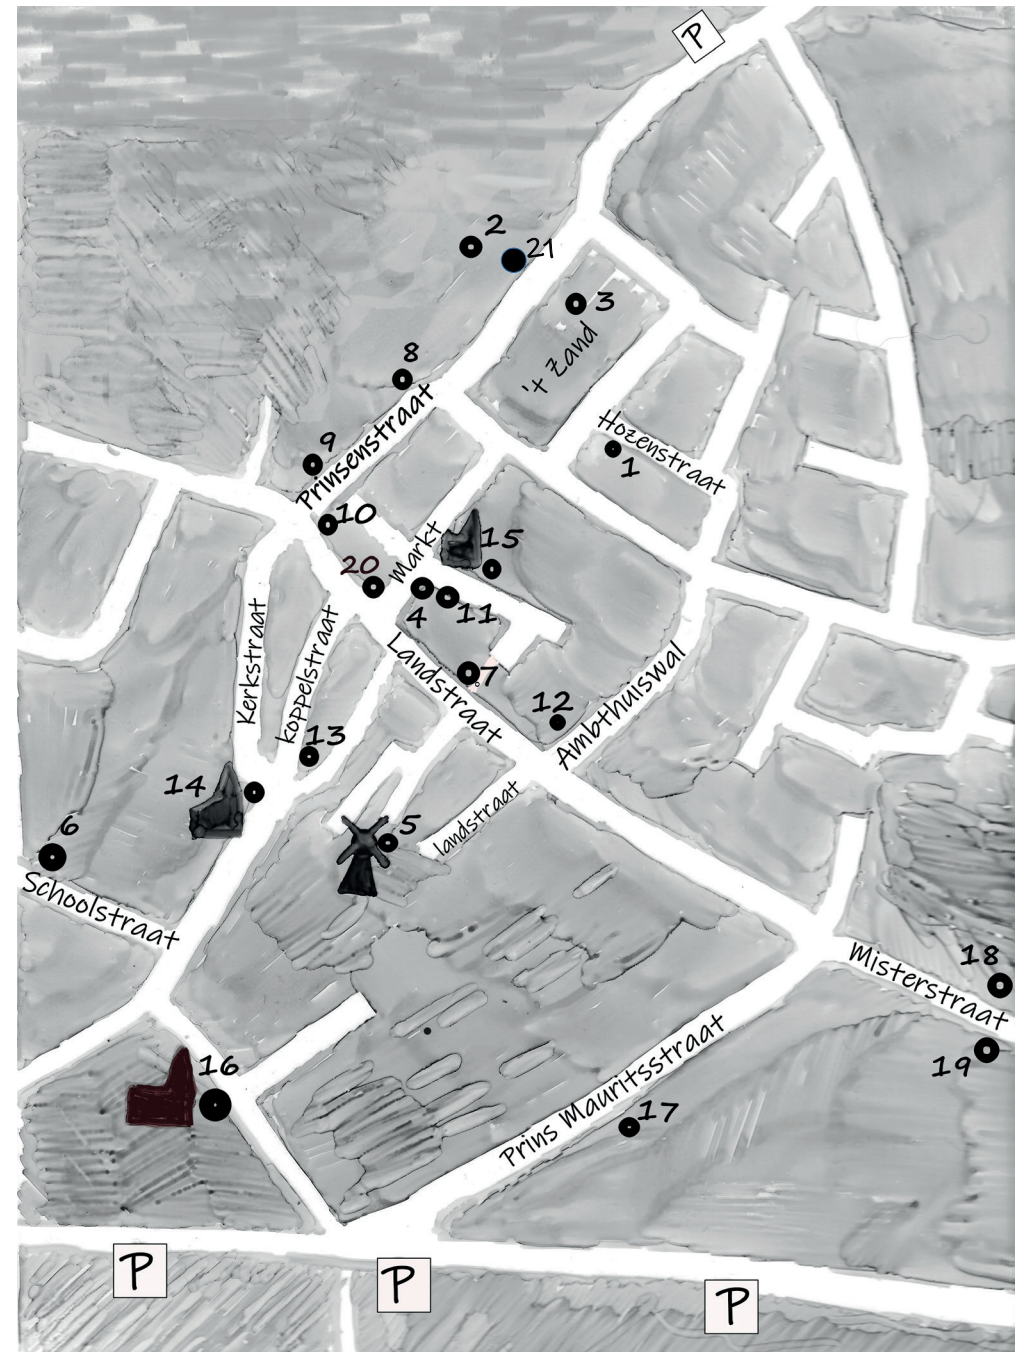 P
2
21
3
't Zand
8
Prinsenstraat
Hozenstraat
1
9
10
Markt
15
20
4
11
Kerkstraat
koppelstraat
Landstraat
7
12
Ambthuiswal
13
14
5
landstraat
6
Schoolstraat
Misterstraat
18
19
16
Prins Mauritsstraat
17
P
P
P